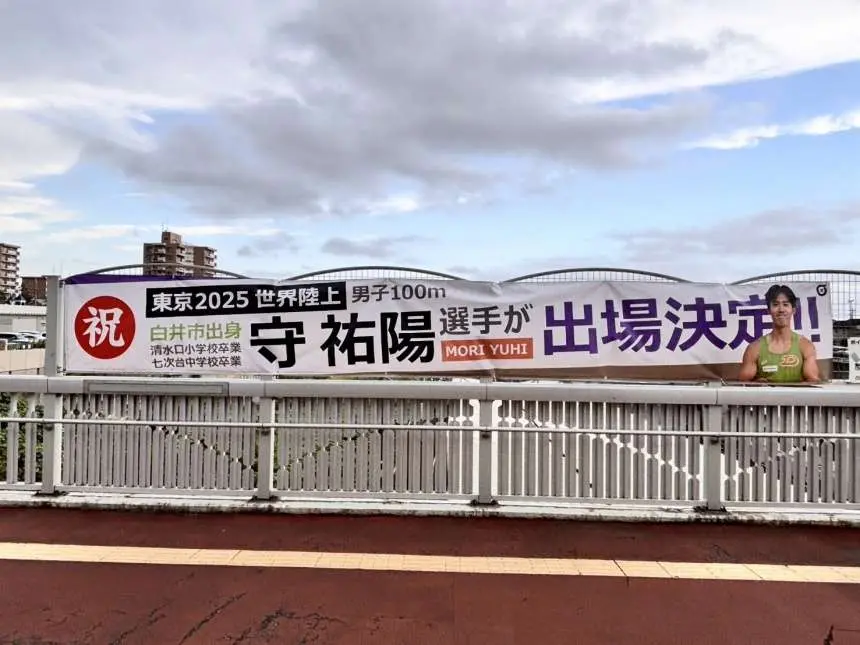 祝
東京2025 世界陸上 男子100m
白井市出身
清水口小学校卒業
七次台中学校卒業
守 祐陽 選手が
MORI YUHI
出場決定!!